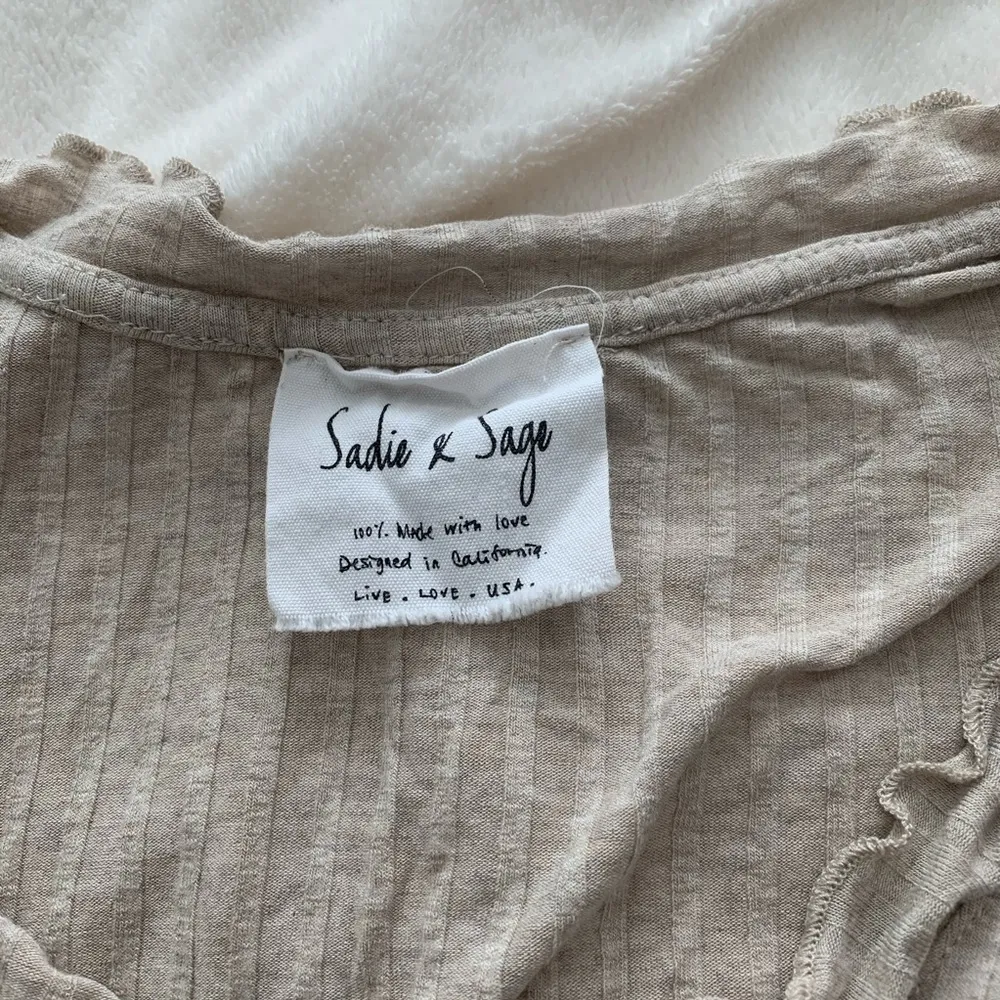 Sadie & Sage
100% Made with love
Designed in California.
LIVE . LOVE . USA .